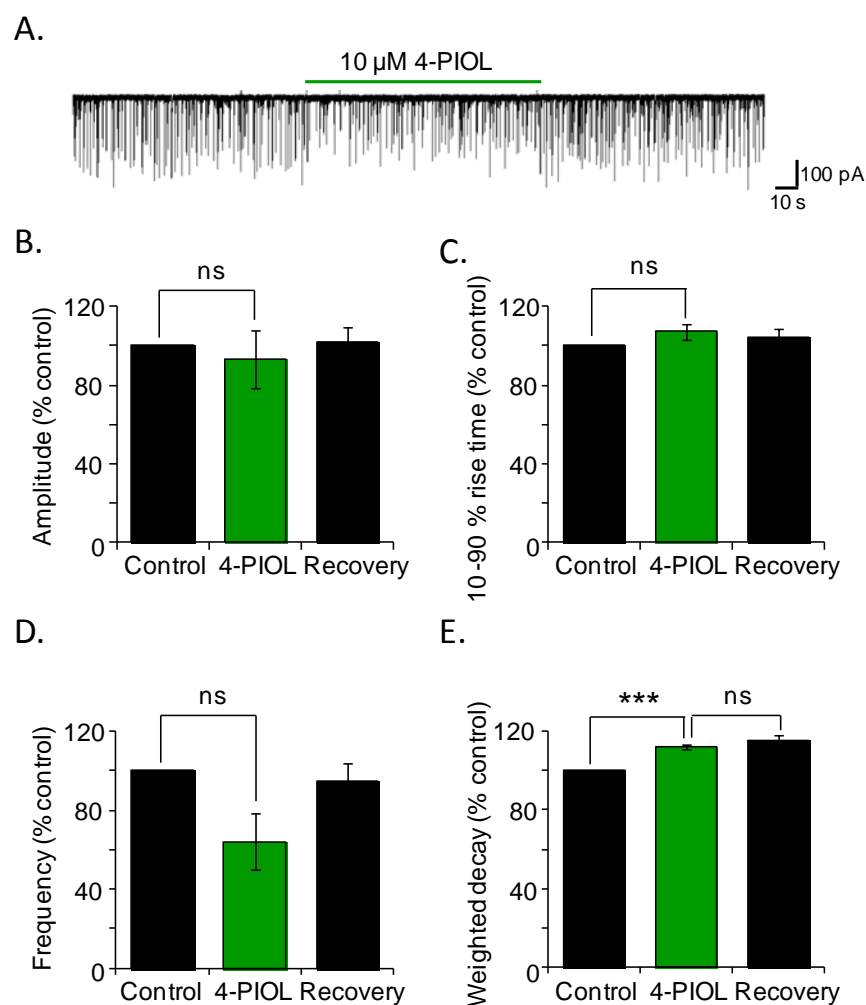 A.
10 µM 4-PIOL
100 pA
10 s
B.
ns
Amplitude (% control)
120
80
40
0
Control 4-PIOL Recovery
C.
ns
10-90 % rise time (% control)
120
80
40
0
Control 4-PIOL Recovery
D.
ns
Frequency (% control)
120
80
40
0
Control 4-PIOL Recovery
E.
*** ns
Weighted decay (% control)
120
80
40
0
Control 4-PIOL Recovery